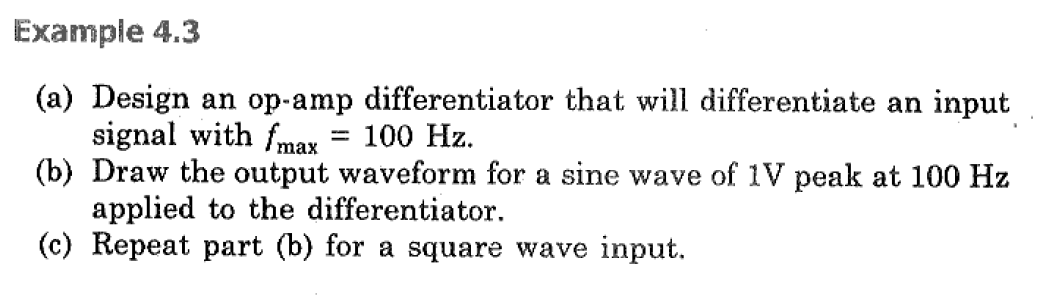 Example 4.3
(a) Design an op-amp differentiator that will differentiate an input
signal with fmax = 100 Hz.
(b) Draw the output waveform for a sine wave of 1V peak at 100 Hz
applied to the differentiator.
(c) Repeat part (b) for a square wave input.